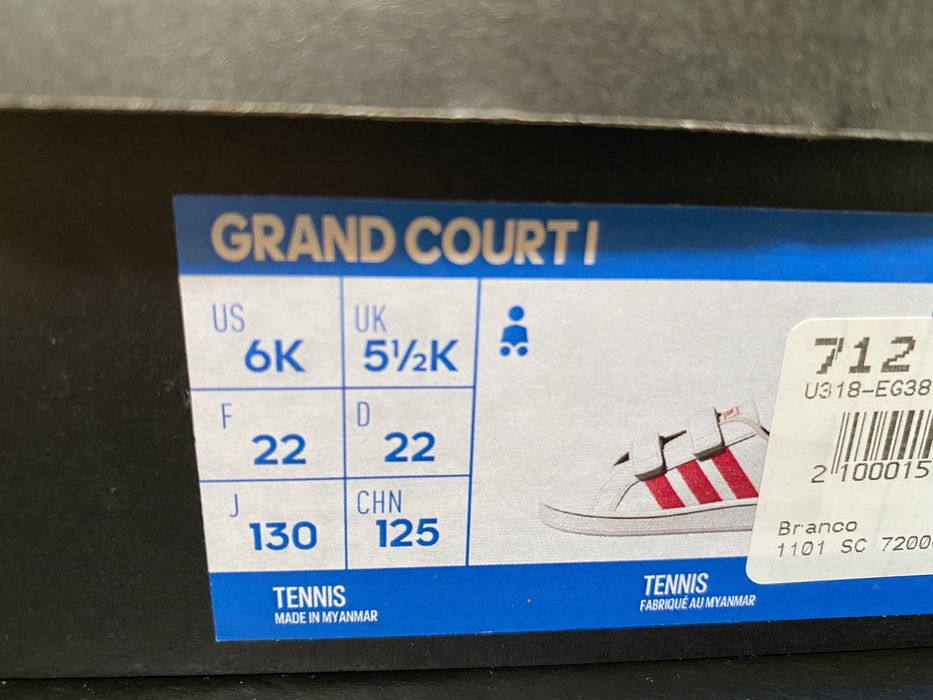 GRAND COURT I
US 6K
UK 5½K
F 22
D 22
J 130
CHN 125
TENNIS
MADE IN MYANMAR
TENNIS
FABRIQUÉ AU MYANMAR
712
U318-EG38
2 100015
Branco
1101 SC 7200